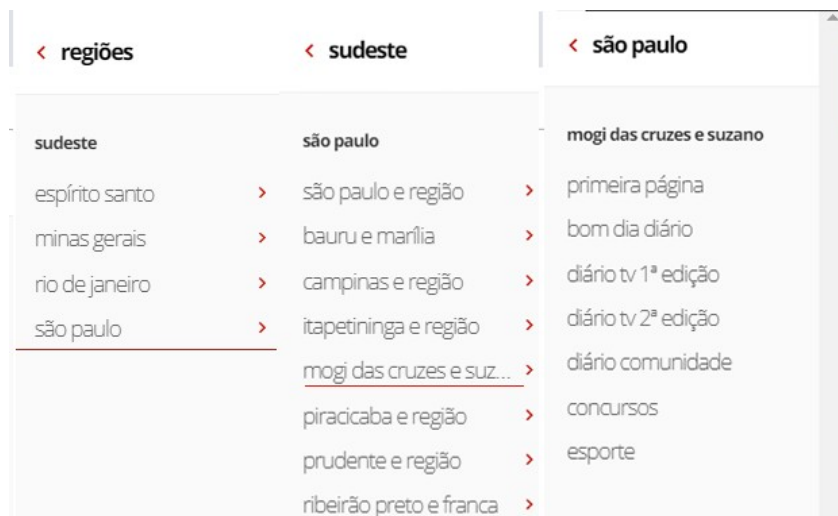 regiões
sudeste
espírito santo
minas gerais
rio de janeiro
são paulo
sudeste
são paulo
são paulo e região
bauru e marília
campinas e região
itapetininga e região
mogi das cruzes e suz...
piracicaba e região
prudente e região
ribeirão preto e franca
são paulo
mogi das cruzes e suzano
primeira página
bom dia diário
diário tv 1ª edição
diário tv 2ª edição
diário comunidade
concursos
esporte